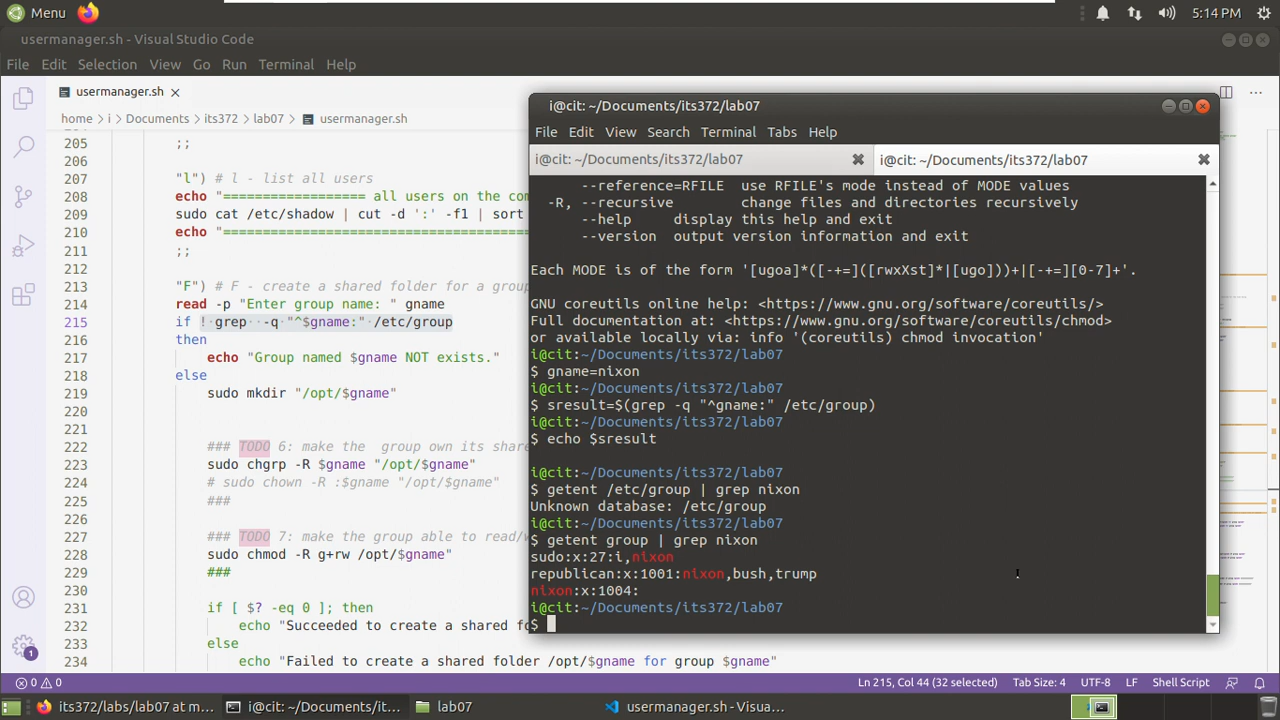 Menu
5:14 PM
usermanager.sh - Visual Studio Code
File Edit Selection View Go Run Terminal Help
usermanager.sh
home > i > Documents > its372 > lab07 > usermanager.sh
205 ;;
206
207 "l") # l - list all users
208 echo "================== all users on the com
209 sudo cat /etc/shadow | cut -d ':' -f1 | sort
210 echo "======================================
211 ;;
212
213 "F") # F - create a shared folder for a group
214 read -p "Enter group name: " gname
215 if ! grep -q "^$gname:" /etc/group
216 then
217 echo "Group named $gname NOT exists."
218 else
219 sudo mkdir "/opt/$gname"
220
221
222 ### TODO 6: make the group own its share
223 sudo chgrp -R $gname "/opt/$gname"
224 # sudo chown -R :$gname "/opt/$gname"
225 ###
226
227 ### TODO 7: make the group able to read/w
228 sudo chmod -R g+rw /opt/$gname"
229 ###
230
231 if [ $? -eq 0 ]; then
232 echo "Succeeded to create a shared fo
233 else
234 echo "Failed to create a shared folder /opt/$gname for group $gname"
i@cit: ~/Documents/its372/lab07
File Edit View Search Terminal Tabs Help
i@cit: ~/Documents/its372/lab07
i@cit: ~/Documents/its372/lab07
--reference=RFILE use RFILE's mode instead of MODE values
-R, --recursive change files and directories recursively
--help display this help and exit
--version output version information and exit
Each MODE is of the form '[ugoa]*([-+=]([rwxXst]*|[ugo]))+|[-+=][0-7]+'.
GNU coreutils online help: <https://www.gnu.org/software/coreutils/>
Full documentation at: <https://www.gnu.org/software/coreutils/chmod>
or available locally via: info '(coreutils) chmod invocation'
i@cit:~/Documents/its372/lab07
$ gname=nixon
i@cit:~/Documents/its372/lab07
$ sresult=$(grep -q "^gname:" /etc/group)
i@cit:~/Documents/its372/lab07
$ echo $sresult
i@cit:~/Documents/its372/lab07
$ getent /etc/group | grep nixon
Unknown database: /etc/group
i@cit:~/Documents/its372/lab07
$ getent group | grep nixon
sudo:x:27:i,nixon
republican:x:1001:nixon,bush,trump
nixon:x:1004:
i@cit:~/Documents/its372/lab07
$
1
0 0
Ln 215, Col 44 (32 selected)
Tab Size: 4
UTF-8
LF
Shell Script
its372/labs/lab07 at m...
i@cit: ~/Documents/its...
lab07
usermanager.sh - Visua...